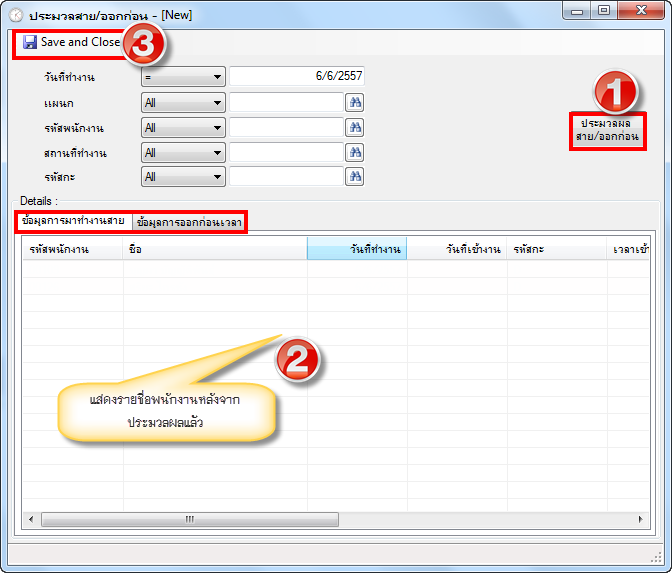 ประมวลสาย/ออกก่อน - [New]
Save and Close
3
วันที่ทำงาน = 6/6/2557
แผนก All
รหัสพนักงาน All
สถานที่ทำงาน All
รหัสกะ All
1
ประมวลผล
สาย/ออกก่อน
Details :
ข้อมูลการมาทำงานสาย ข้อมูลการออกก่อนเวลา
รหัสพนักงาน ชื่อ วันที่ทำงาน วันที่เข้างาน รหัสกะ เวลาเข้า
2
แสดงรายชื่อพนักงานหลังจาก
ประมวลผลแล้ว